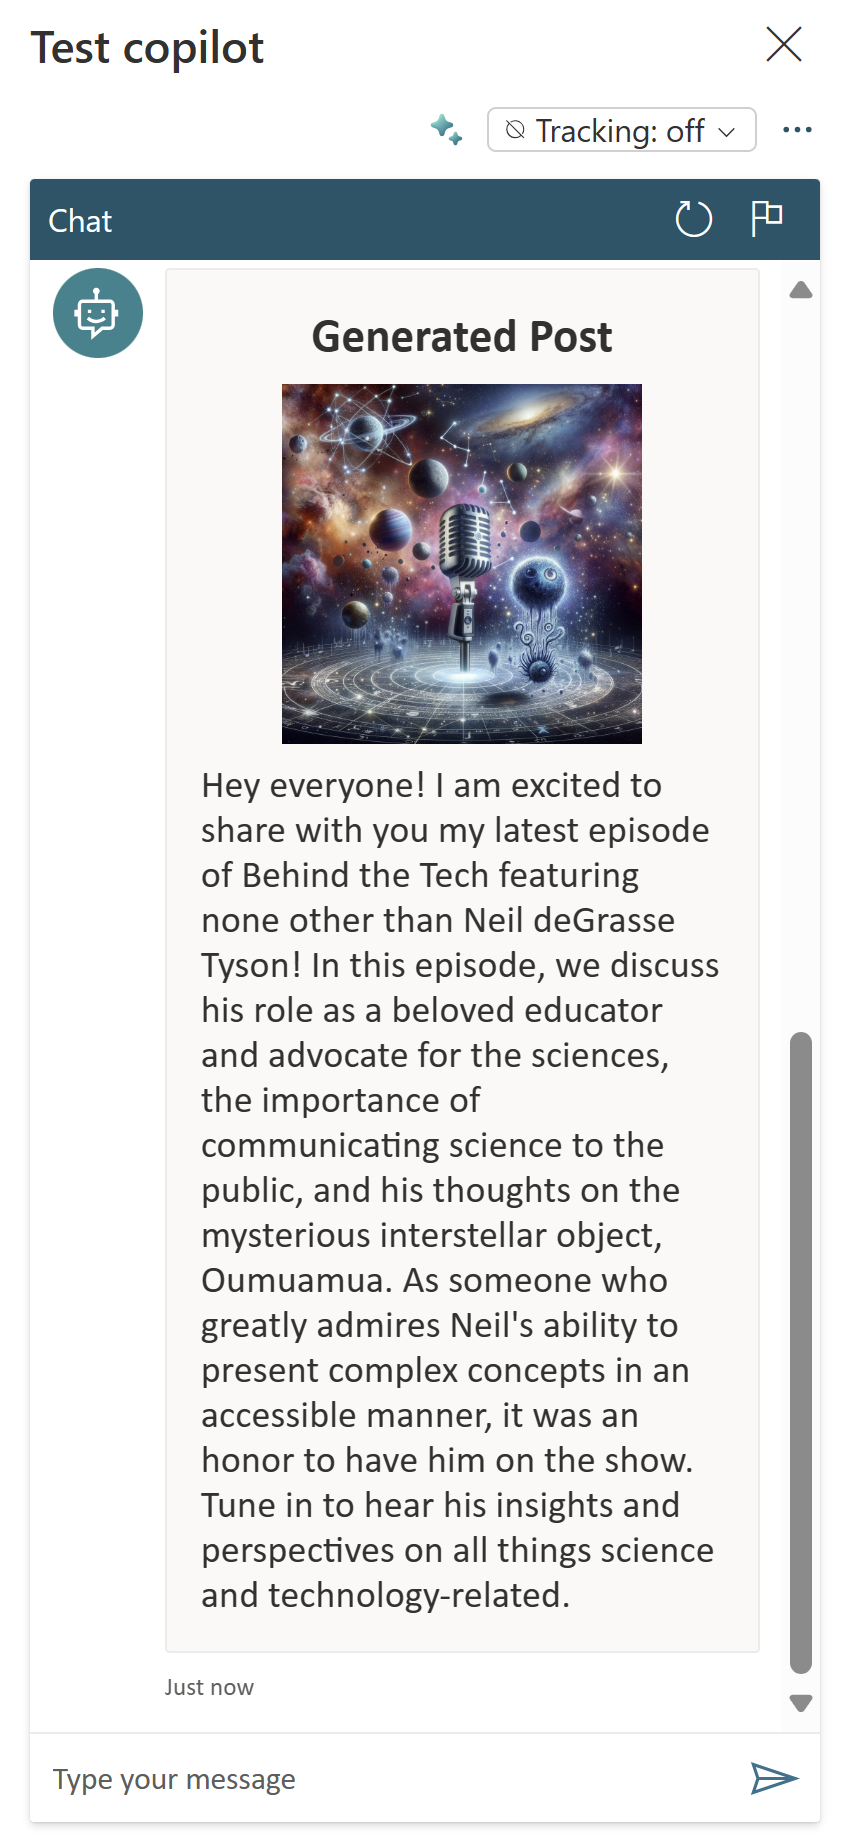 Test copilot
Tracking: off
Chat
Generated Post
Hey everyone! I am excited to
share with you my latest episode
of Behind the Tech featuring
none other than Neil deGrasse
Tyson! In this episode, we discuss
his role as a beloved educator
and advocate for the sciences,
the importance of
communicating science to the
public, and his thoughts on the
mysterious interstellar object,
Oumuamua. As someone who
greatly admires Neil's ability to
present complex concepts in an
accessible manner, it was an
honor to have him on the show.
Tune in to hear his insights and
perspectives on all things science
and technology-related.
Just now
Type your message